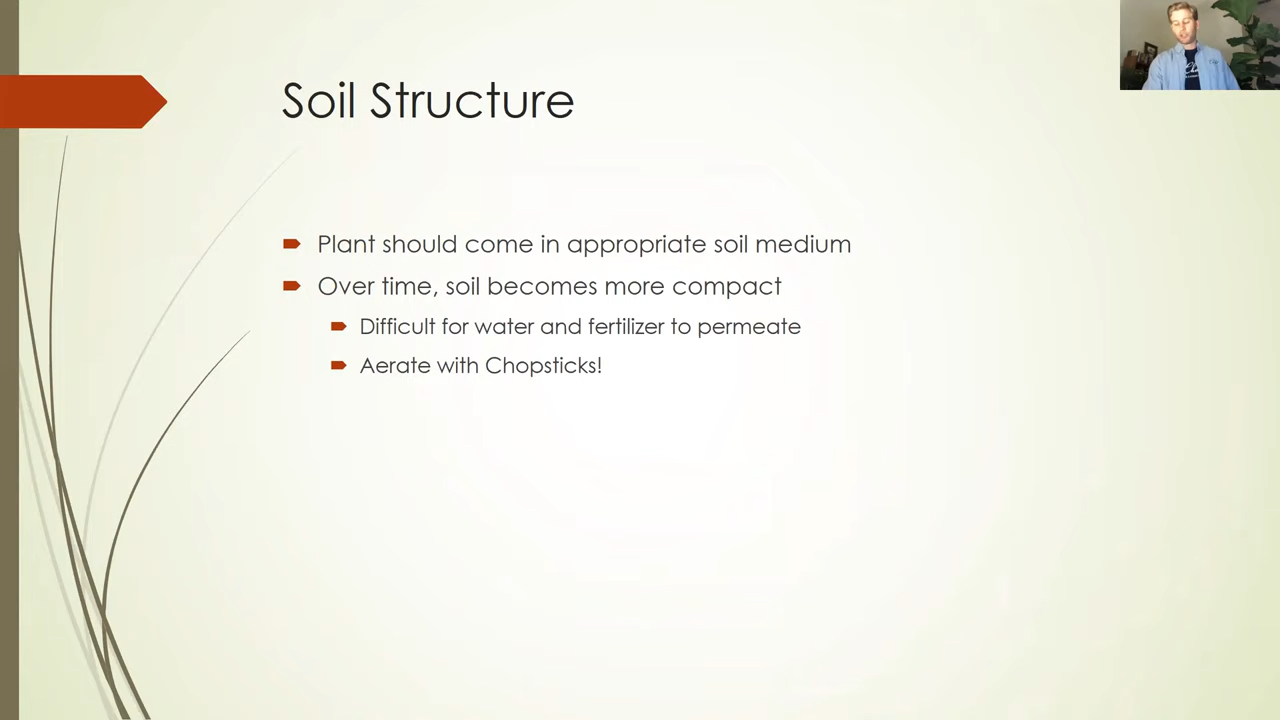 Soil Structure
Plant should come in appropriate soil medium
Over time, soil becomes more compact
Difficult for water and fertilizer to permeate
Aerate with Chopsticks!